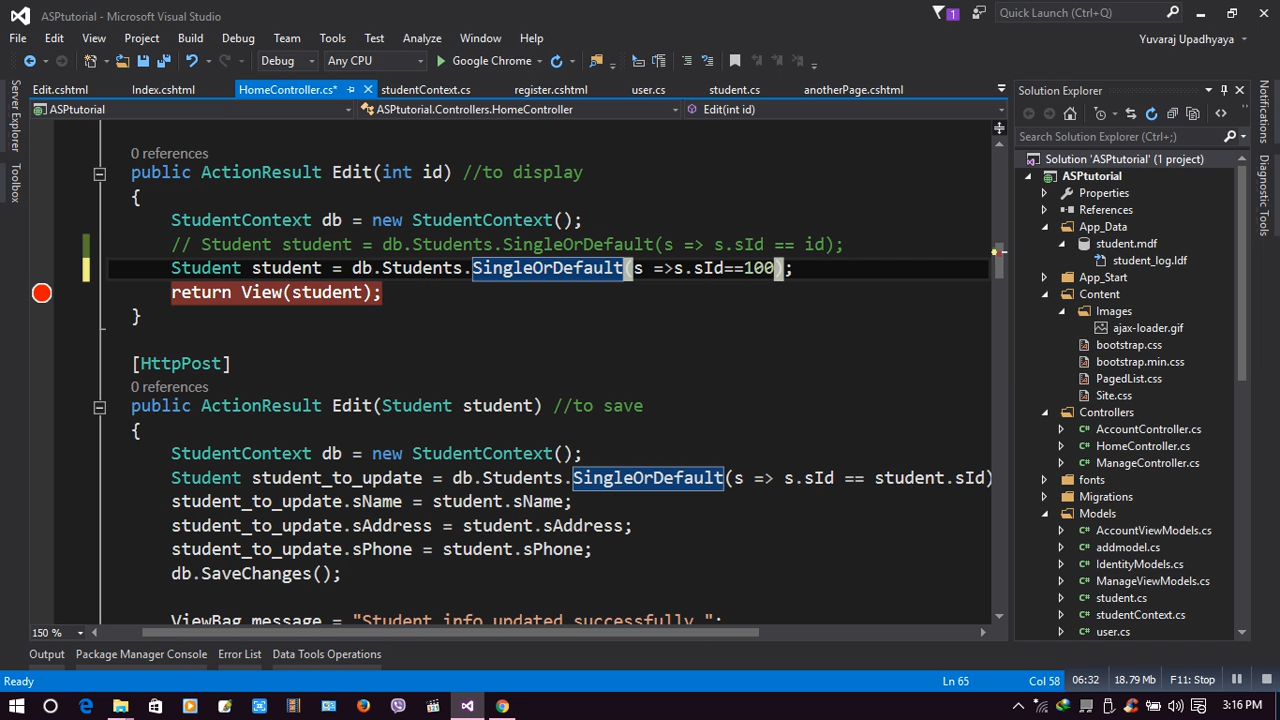 ASPtutorial - Microsoft Visual Studio
1
Quick Launch (Ctrl+Q)
File Edit View Project Build Debug Team Tools Test Analyze Window Help
Yuvaraj Upadhyaya
Debug Any CPU Google Chrome
Edit.cshtml Index.cshtml HomeController.cs* studentContext.cs register.cshtml user.cs student.cs anotherPage.cshtml
ASPtutorial ASPtutorial.Controllers.HomeController Edit(int id)
0 references
public ActionResult Edit(int id) //to display
{
StudentContext db = new StudentContext();
// Student student = db.Students.SingleOrDefault(s => s.sId == id);
Student student = db.Students.SingleOrDefault(s =>s.sId==100);
return View(student);
}
[HttpPost]
0 references
public ActionResult Edit(Student student) //to save
{
StudentContext db = new StudentContext();
Student student_to_update = db.Students.SingleOrDefault(s => s.sId == student.sId)
student_to_update.sName = student.sName;
student_to_update.sAddress = student.sAddress;
student_to_update.sPhone = student.sPhone;
db.SaveChanges();
ViewBag.message = "Student info updated successfully.";
150 %
Server Explorer
Toolbox
Solution Explorer
Search Solution Explorer (Ctrl+;)
Solution 'ASPtutorial' (1 project)
ASPtutorial
Properties
References
App_Data
student.mdf
student_log.ldf
App_Start
Content
Images
ajax-loader.gif
bootstrap.css
bootstrap.min.css
PagedList.css
Site.css
Controllers
AccountController.cs
HomeController.cs
ManageController.cs
fonts
Migrations
Models
AccountViewModels.cs
addmodel.cs
IdentityModels.cs
ManageViewModels.cs
student.cs
studentContext.cs
user.cs
Notifications
Diagnostic Tools
Output Package Manager Console Error List Data Tools Operations
Ready Ln 65 Col 58 06:32 18.79 Mb F11: Stop
3:16 PM